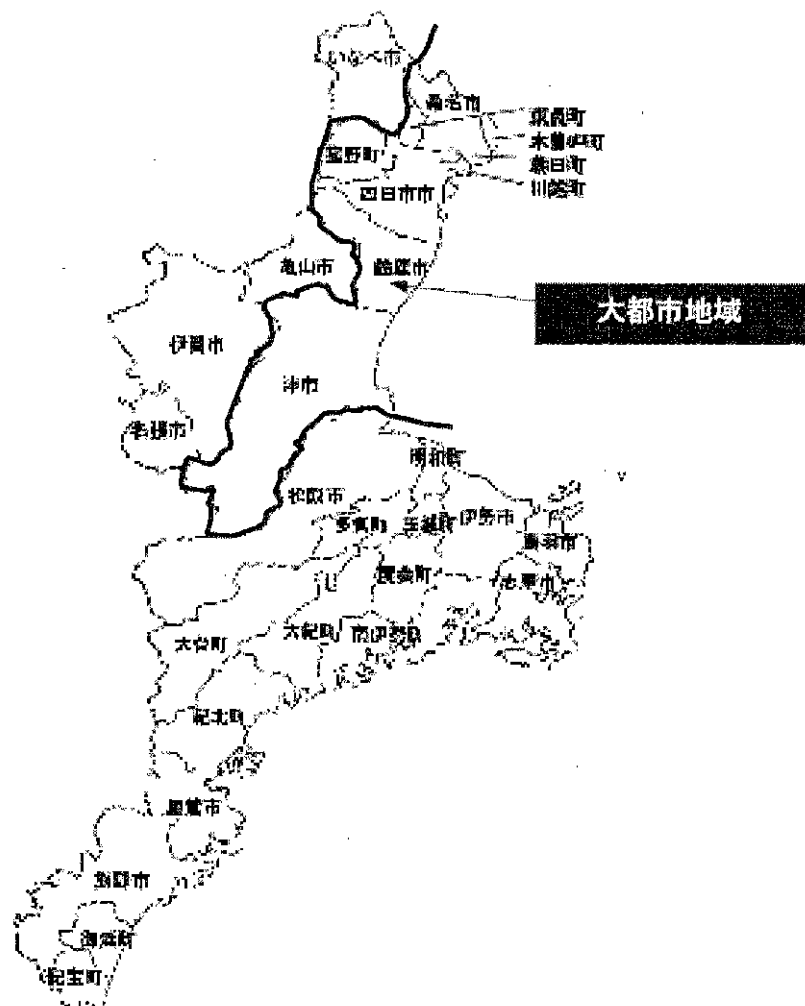 いなべ市
桑名市
東員町
木曽岬町
菰野町
朝日町
川越町
四日市市
亀山市
鈴鹿市
大都市地域
伊賀市
津市
名張市
明和町
松阪市
多気町
玉城町
伊勢市
鳥羽市
度会町
志摩市
大台町
大紀町
南伊勢町
紀北町
尾鷲市
熊野市
御浜町
紀宝町